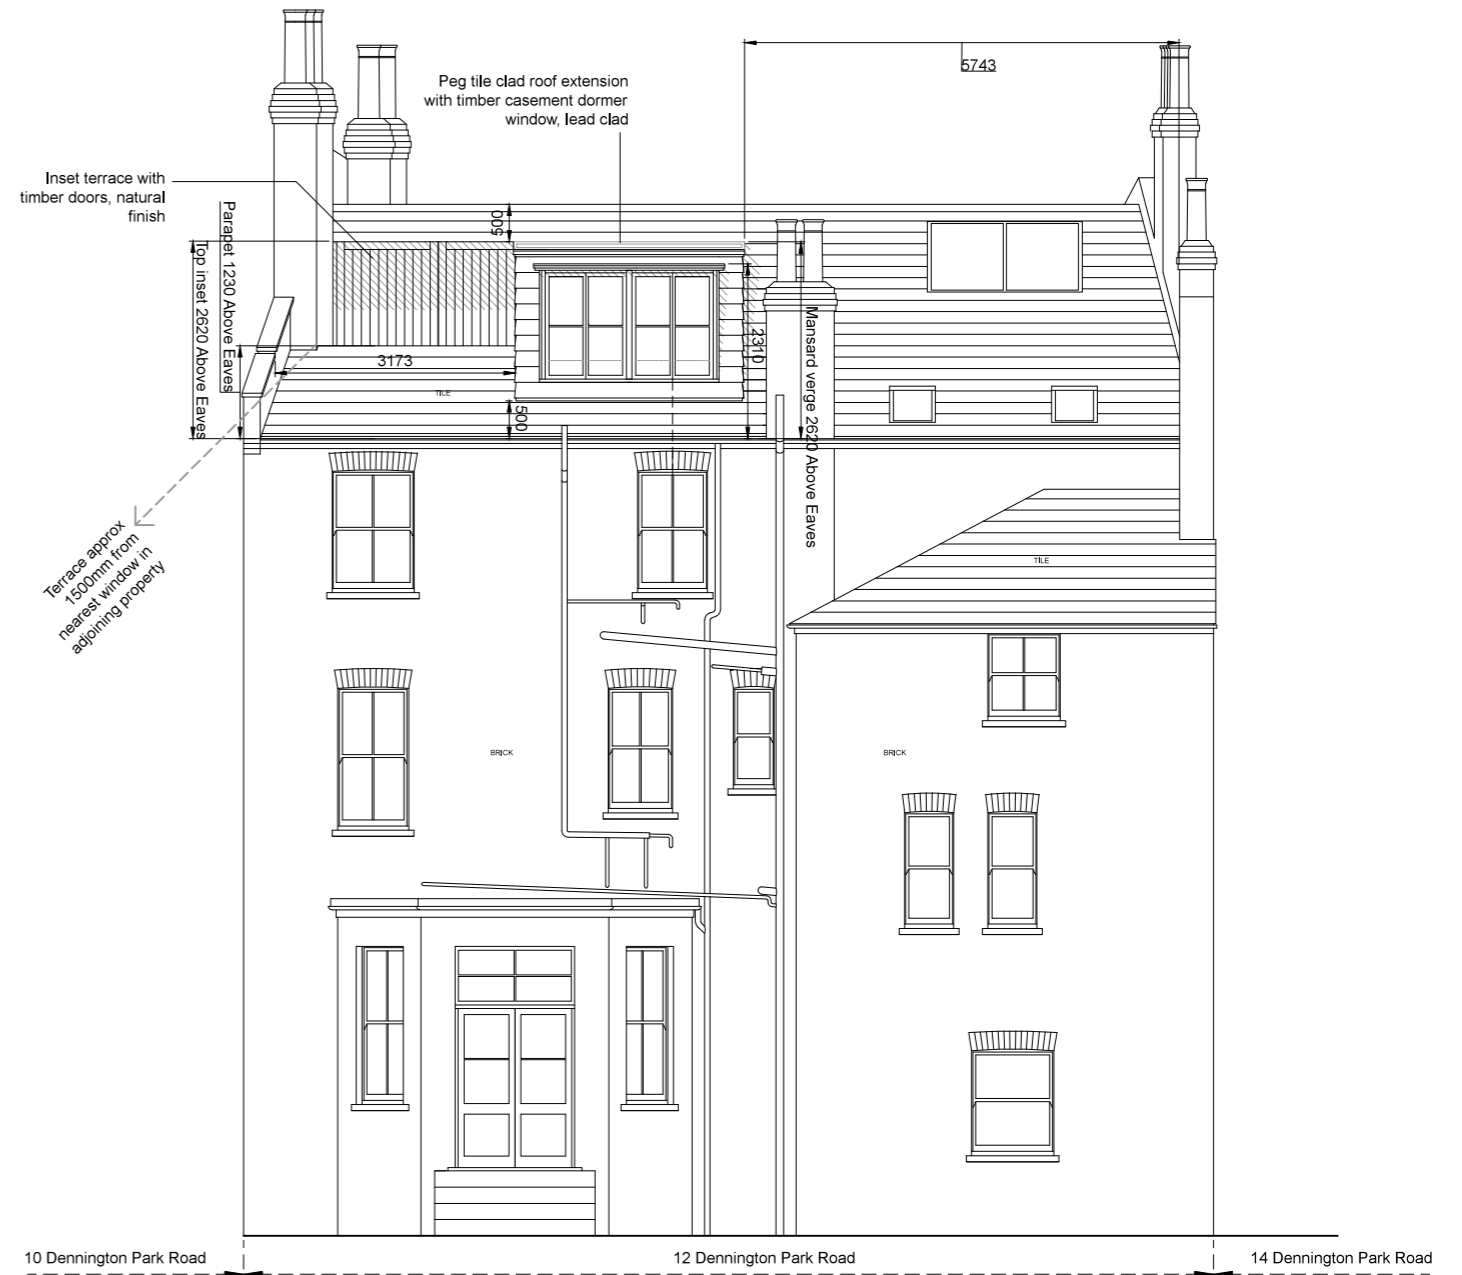 5743
Peg tile clad roof extension
with timber casement dormer
window, lead clad
Inset terrace with
timber doors, natural
finish
Parapet 1230 Above Eaves
Top inset 2620 Above Eaves
500
2310
Mansard verge 2620 Above Eaves
3173
TILE
500
Terrace approx
1500mm from
nearest window in
adjoining property
TILE
BRICK
BRICK
10 Dennington Park Road
12 Dennington Park Road
14 Dennington Park Road